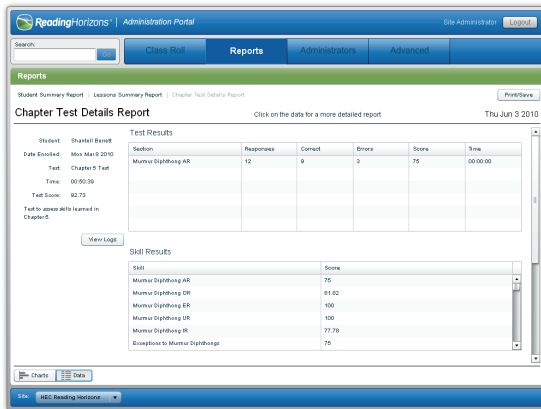 ReadingHorizons® | Administration Portal
Site Administrator Logout
Search:
Go
Class Roll Reports Administrators Advanced
Reports
Student Summary Report | Lessons Summary Report | Chapter Test Details Report
Print/Save
Chapter Test Details Report
Click on the data for a more detailed report
Thu Jun 3 2010
Student: Shantell Burrett
Date Enrolled: Mon Mar 8 2010
Test: Chapter 5 Test
Time: 00:50:39
Test Score: 92.73
Test to assess skills learned in
Chapter 5.
View Logs
Test Results
Section Responses Correct Errors Score Time
Murmur Diphthong AR 12 9 3 75 00:00:00
Skill Results
Skill Score
Murmur Diphthong AR 75
Murmur Diphthong OR 81.82
Murmur Diphthong ER 100
Murmur Diphthong UR 100
Murmur Diphthong IR 77.78
Exceptions to Murmur Diphthongs 75
Charts Data
Site: HEC Reading Horizons